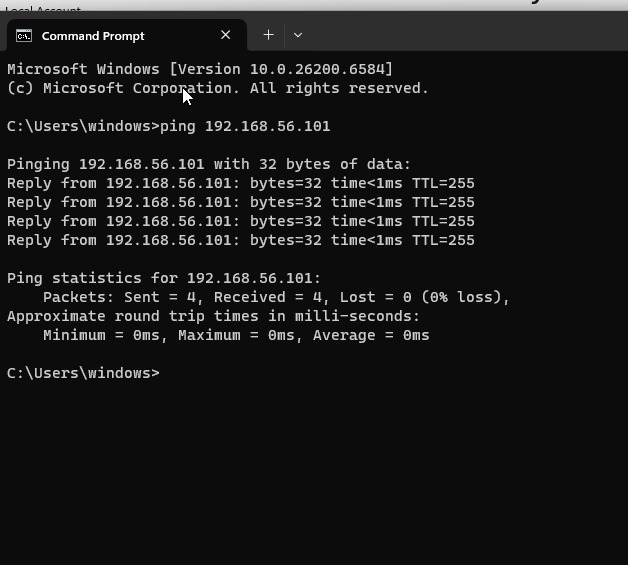 Local Account
Command Prompt
Microsoft Windows [Version 10.0.26200.6584]
(c) Microsoft Corporation. All rights reserved.
C:\Users\windows>ping 192.168.56.101
Pinging 192.168.56.101 with 32 bytes of data:
Reply from 192.168.56.101: bytes=32 time<1ms TTL=255
Reply from 192.168.56.101: bytes=32 time<1ms TTL=255
Reply from 192.168.56.101: bytes=32 time<1ms TTL=255
Reply from 192.168.56.101: bytes=32 time<1ms TTL=255
Ping statistics for 192.168.56.101:
    Packets: Sent = 4, Received = 4, Lost = 0 (0% loss),
Approximate round trip times in milli-seconds:
    Minimum = 0ms, Maximum = 0ms, Average = 0ms
C:\Users\windows>